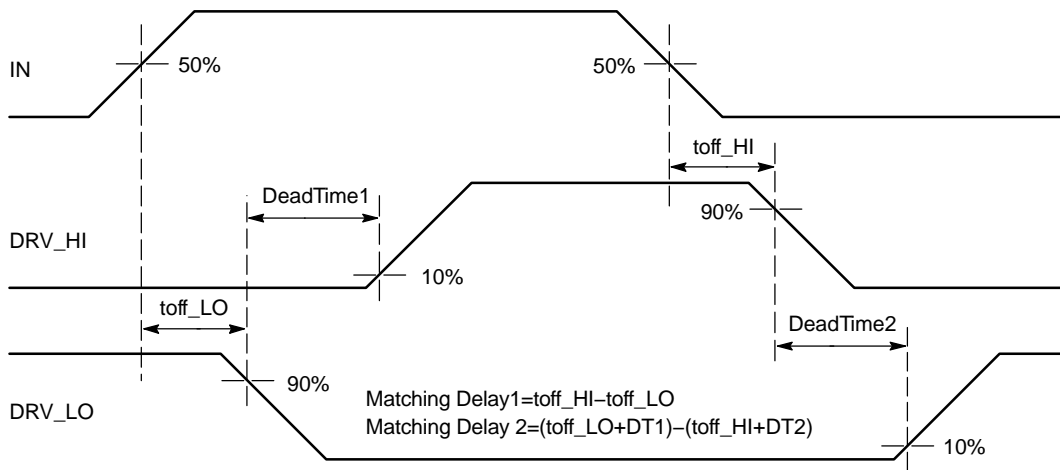 IN
50%
50%
toff_HI
DeadTime1
90%
DRV_HI
10%
toff_LO
DeadTime2
90%
DRV_LO
Matching Delay1=toff_HI−toff_LO
Matching Delay 2=(toff_LO+DT1)−(toff_HI+DT2)
10%